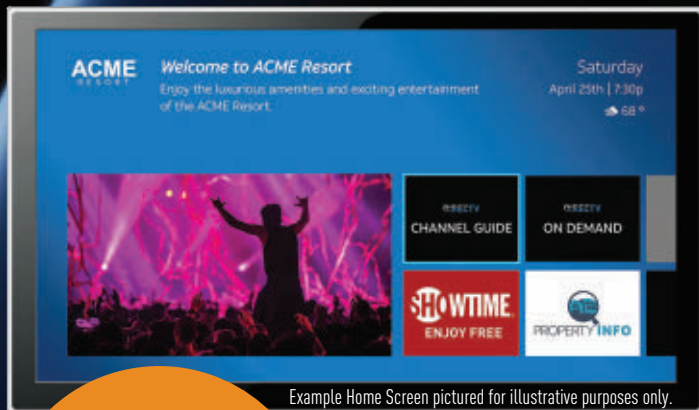 ACME
RESORT
Welcome to ACME Resort
Enjoy the luxurious amenities and exciting entertainment
of the ACME Resort.
Saturday
April 25th | 7:30p
68°
DIRECTV
CHANNEL GUIDE
DIRECTV
ON DEMAND
SHOWTIME
ENJOY FREE
PROPERTY INFO
Example Home Screen pictured for illustrative purposes only.